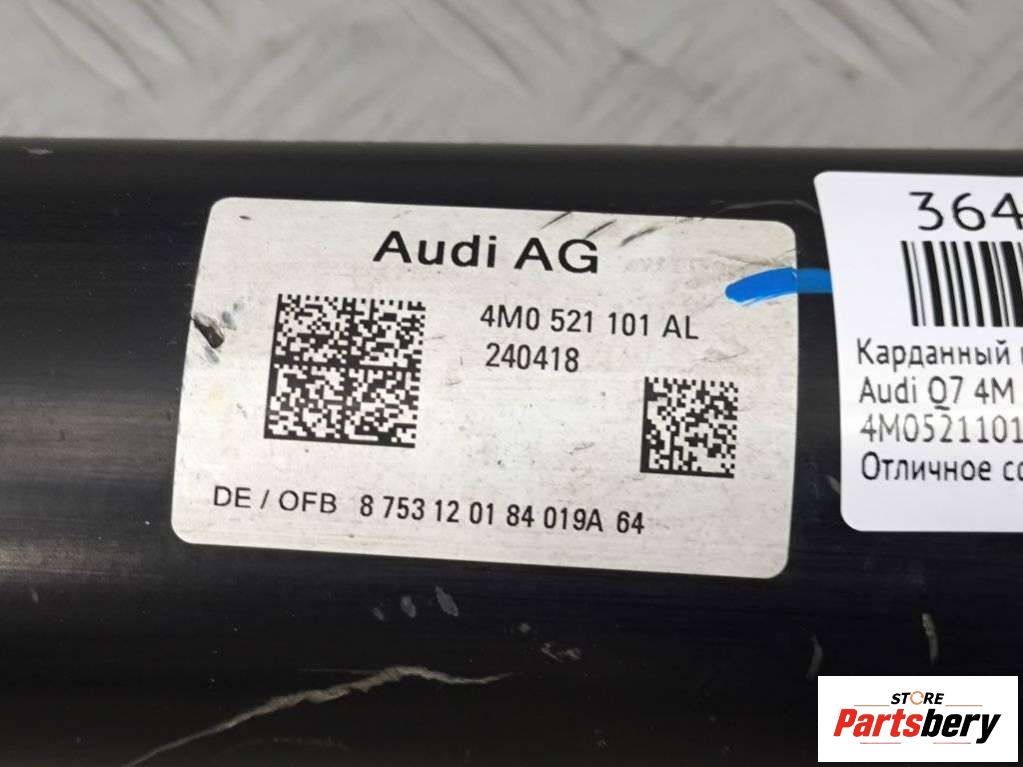 Audi AG
4M0 521 101 AL
240418
DE / OFB 8 753 12 01 84 019A 64
364
Карданный
Audi Q7 4M
4M0521101
Отличное
STORE
Partsbery